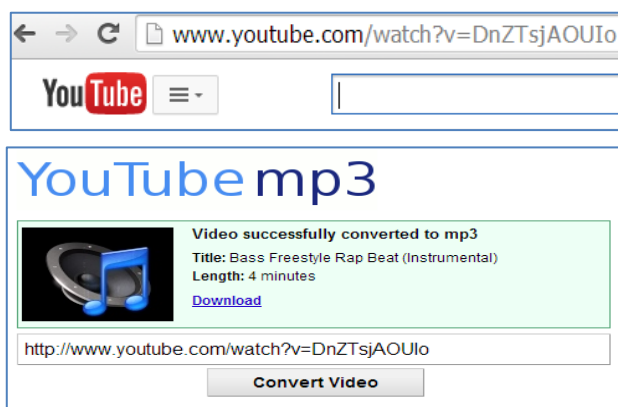 www.youtube.com/watch?v=DnZTsjAOUIo
YouTube
YouTube mp3
Video successfully converted to mp3
Title: Bass Freestyle Rap Beat (Instrumental)
Length: 4 minutes
Download
http://www.youtube.com/watch?v=DnZTsjAOUIo
Convert Video